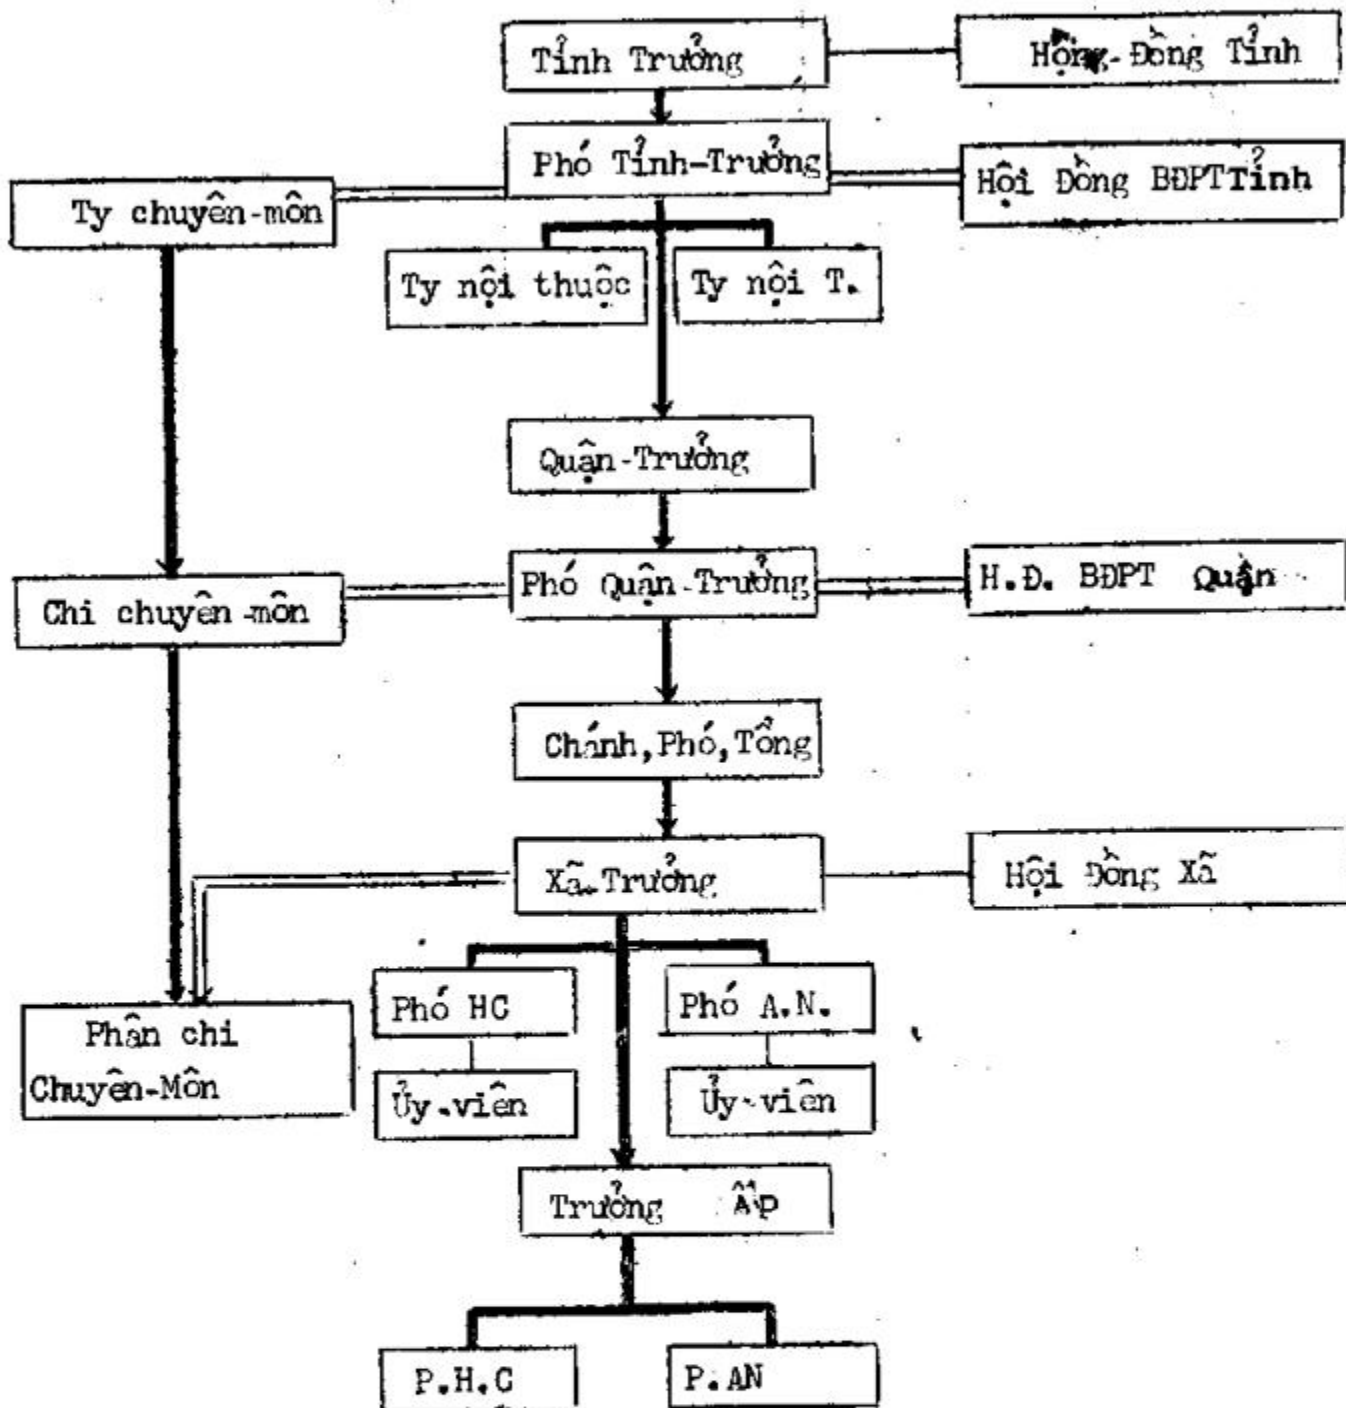 Tỉnh Trưởng
Hộng-Đồng Tỉnh
Phó Tỉnh-Trưởng
Hội Đồng BĐPT Tỉnh
Ty chuyên-môn
Ty nội thuộc
Ty nội T.
Quận-Trưởng
Phó Quận-Trưởng
H.Đ. BĐPT Quận
Chi chuyên-môn
Chánh, Phó, Tổng
Xã-Trưởng
Hội Đồng Xã
Phó HC
Phó A.N.
Phân chi
Chuyên-Môn
Ủy-viên
Ủy-viên
Trưởng Ấp
P.H.C
P.AN